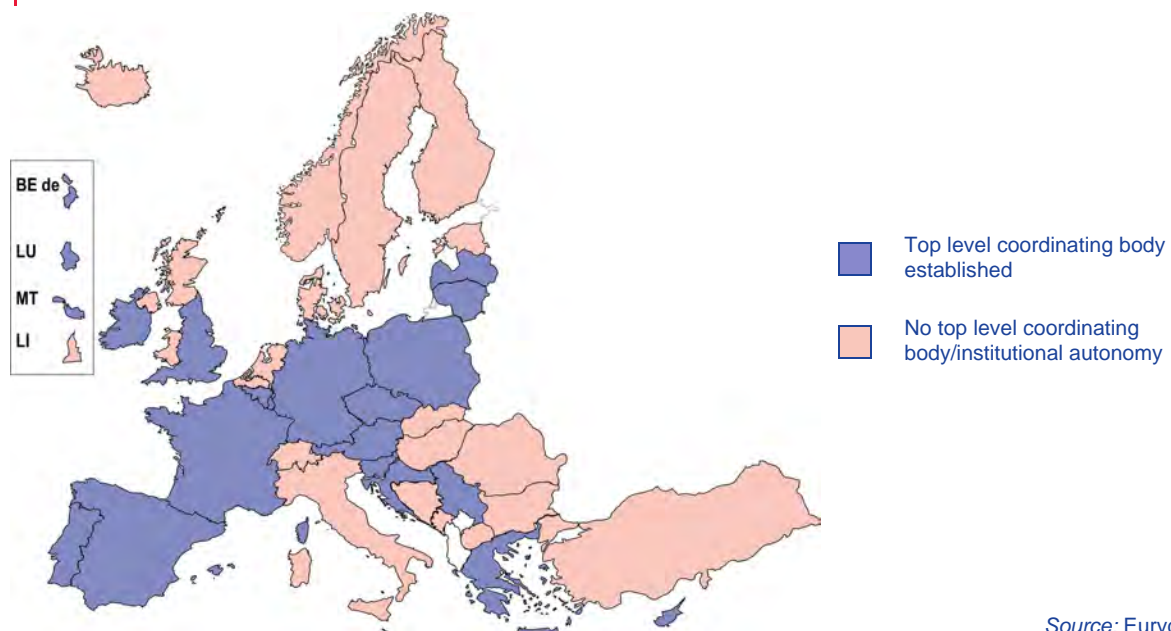 BE de
LU
MT
LI
Top level coordinating body
established
No top level coordinating
body/institutional autonomy
Source: